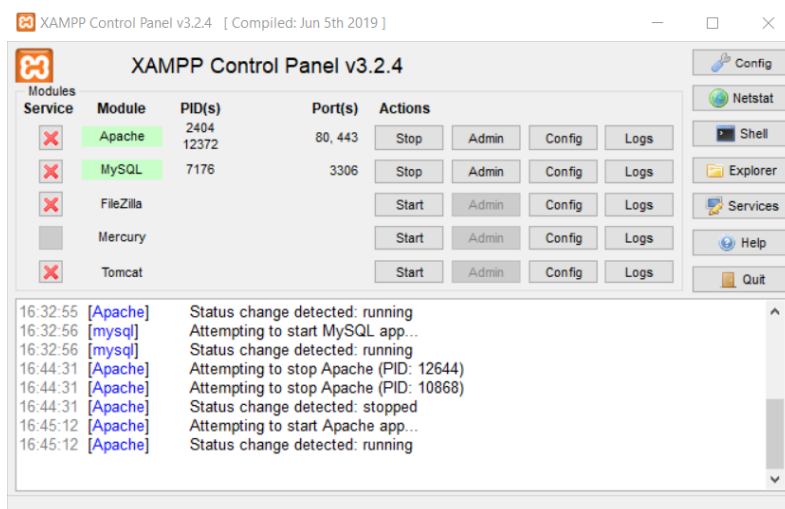 XAMPP Control Panel v3.2.4 [ Compiled: Jun 5th 2019 ]
XAMPP Control Panel v3.2.4
Config
Modules
Service Module PID(s) Port(s) Actions
Netstat
Apache 2404 12372 80, 443 Stop Admin Config Logs
Shell
MySQL 7176 3306 Stop Admin Config Logs
Explorer
FileZilla Start Admin Config Logs
Services
Mercury Start Admin Config Logs
Help
Tomcat Start Admin Config Logs
Quit
16:32:55 [Apache] Status change detected: running
16:32:56 [mysql] Attempting to start MySQL app...
16:32:56 [mysql] Status change detected: running
16:44:31 [Apache] Attempting to stop Apache (PID: 12644)
16:44:31 [Apache] Attempting to stop Apache (PID: 10868)
16:44:31 [Apache] Status change detected: stopped
16:45:12 [Apache] Attempting to start Apache app...
16:45:12 [Apache] Status change detected: running